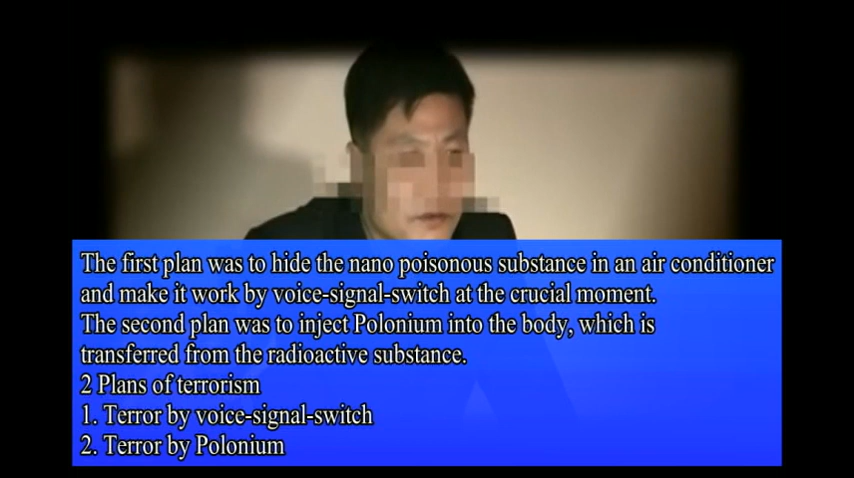 The first plan was to hide the nano poisonous substance in an air conditioner
and make it work by voice-signal-switch at the crucial moment.
The second plan was to inject Polonium into the body, which is
transferred from the radioactive substance.
2 Plans of terrorism
1. Terror by voice-signal-switch
2. Terror by Polonium